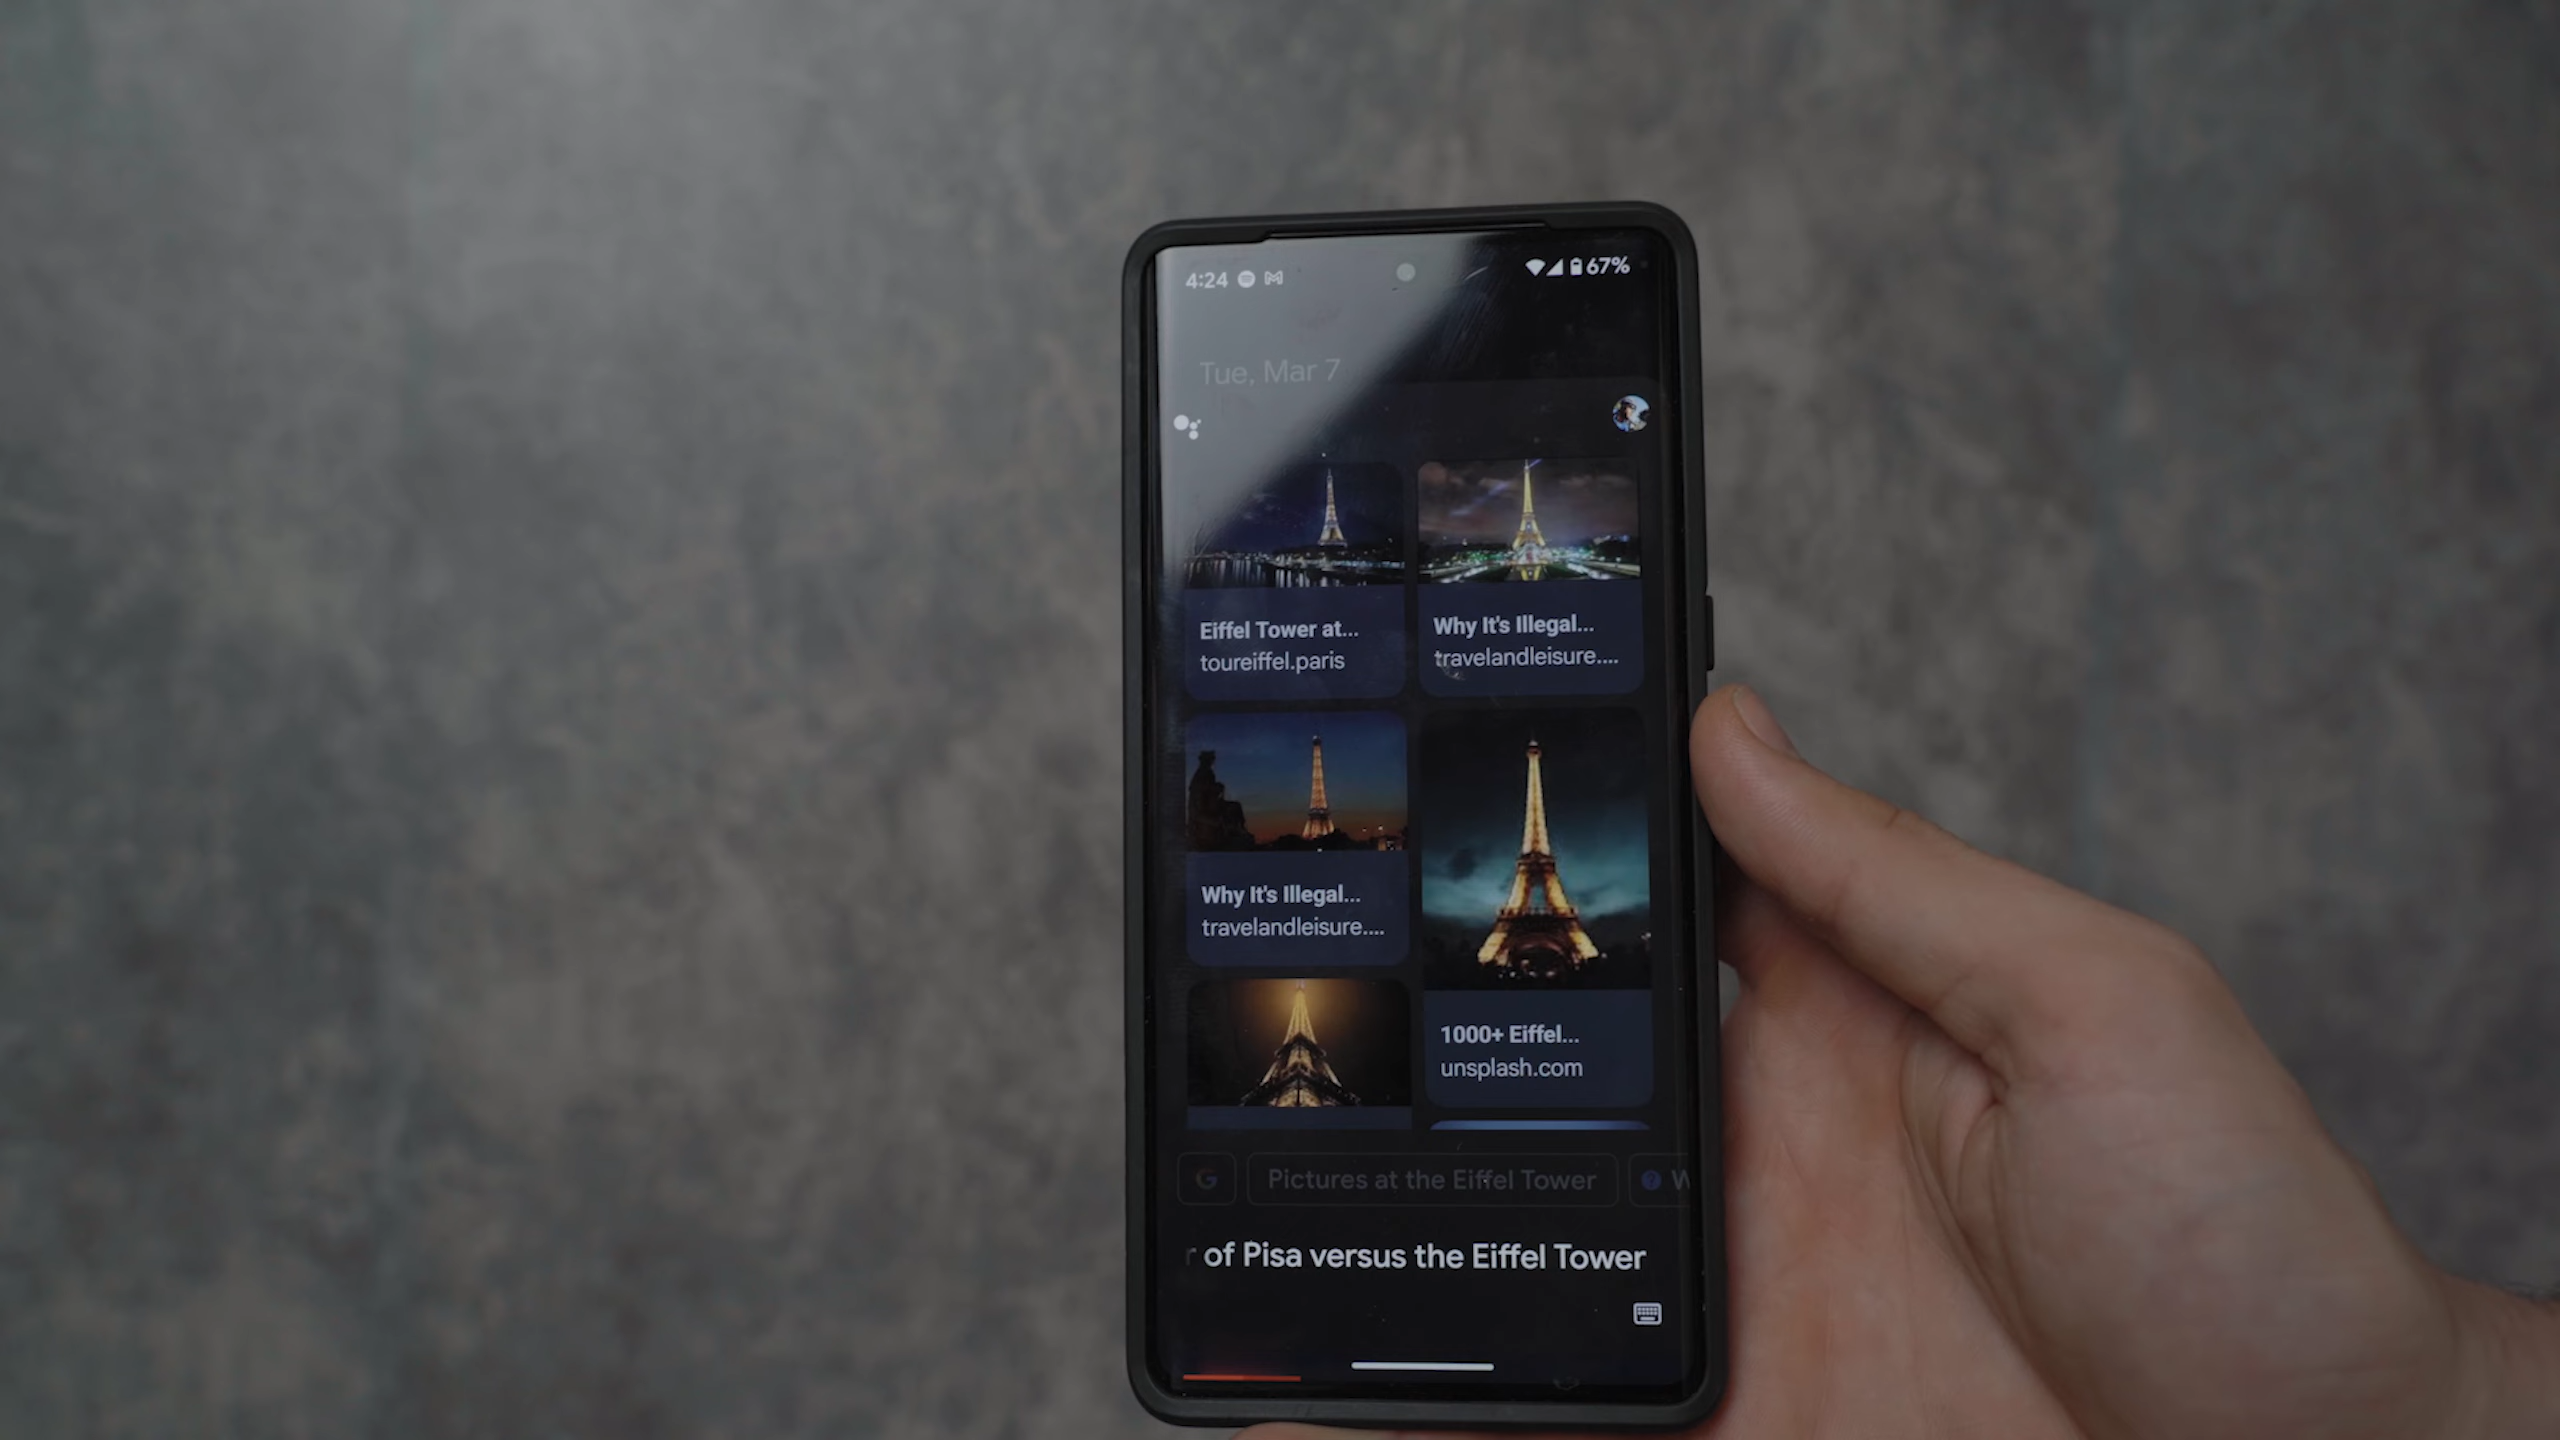 4:24
67%
Tue, Mar 7
Eiffel Tower at...
toureiffel.paris
Why It's Illegal...
travelandleisure....
Why It's Illegal...
travelandleisure....
1000+ Eiffel...
unsplash.com
G
Pictures at the Eiffel Tower
? W
r of Pisa versus the Eiffel Tower